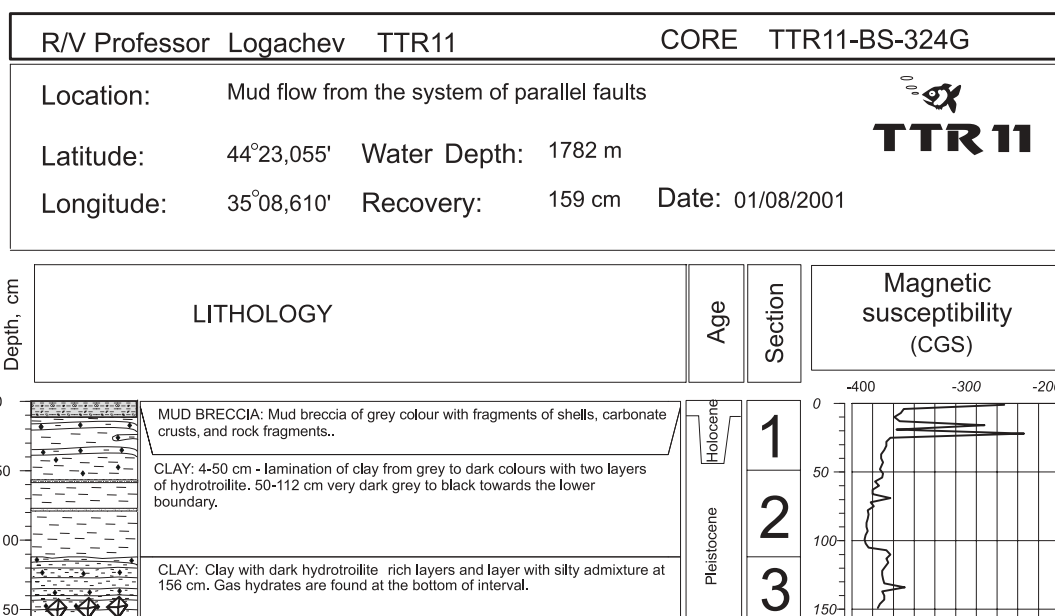 R/V Professor Logachev TTR11 CORE TTR11-BS-324G
Location: Mud flow from the system of parallel faults
TTR 11
Latitude: 44°23,055' Water Depth: 1782 m
Longitude: 35°08,610' Recovery: 159 cm Date: 01/08/2001
Depth, cm
LITHOLOGY
Age
Section
Magnetic
susceptibility
(CGS)
-400 -300 -200
0
MUD BRECCIA: Mud breccia of grey colour with fragments of shells, carbonate
crusts, and rock fragments..
Holocene
1
CLAY: 4-50 cm - lamination of clay from grey to dark colours with two layers
of hydrotroilite. 50-112 cm very dark grey to black towards the lower
boundary.
50
2
Pleistocene
100
CLAY: Clay with dark hydrotroilite rich layers and layer with silty admixture at
156 cm. Gas hydrates are found at the bottom of interval.
3
150